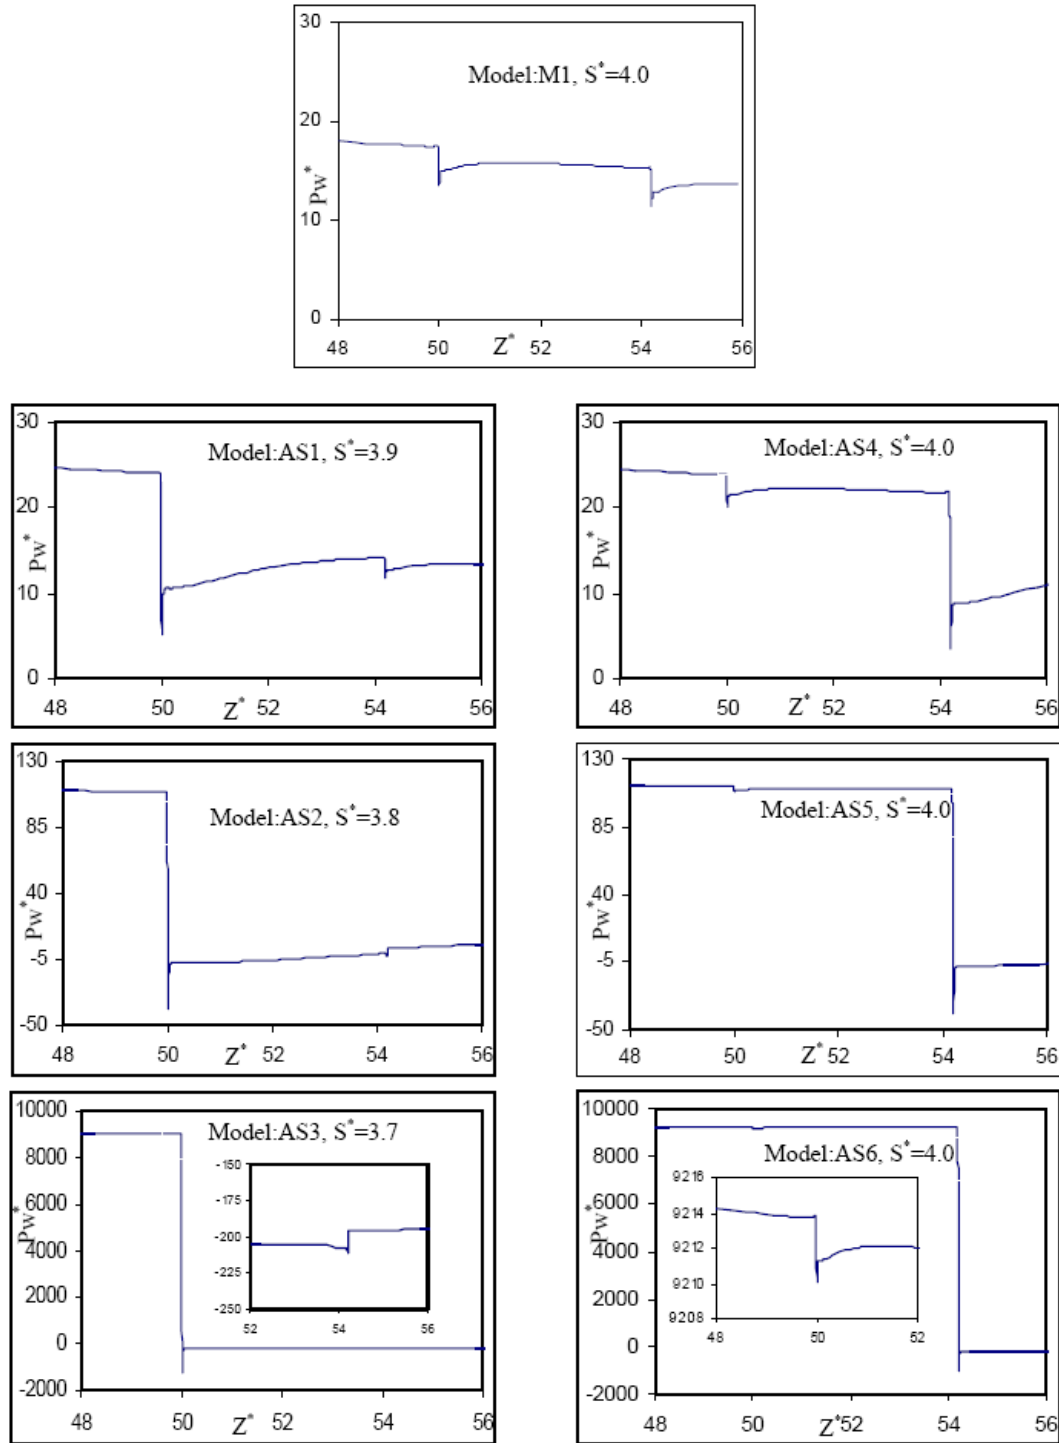 30
Model:M1, S*=4.0
20
Pw*
10
0
48 50 Z* 52 54 56
30
Model:AS1, S*=3.9
20
Pw*
10
0
48 50 Z* 52 54 56
30
Model:AS4, S*=4.0
20
Pw*
10
0
48 50 Z* 52 54 56
130
Model:AS2, S*=3.8
85
40
Pw*
-5
-50
48 50 Z* 52 54 56
130
Model:AS5, S*=4.0
85
40
Pw*
-5
-50
48 50 Z* 52 54 56
10000
Model:AS3, S*=3.7
8000
6000
Pw*
4000
2000
0
-2000
48 50 Z* 52 54 56
-150
-175
-200
-225
-250
52 54 56
10000
Model:AS6, S*=4.0
8000
6000
Pw*
4000
2000
0
-2000
48 50 Z* 52 54 56
9216
9214
9212
9210
9208
48 50 52